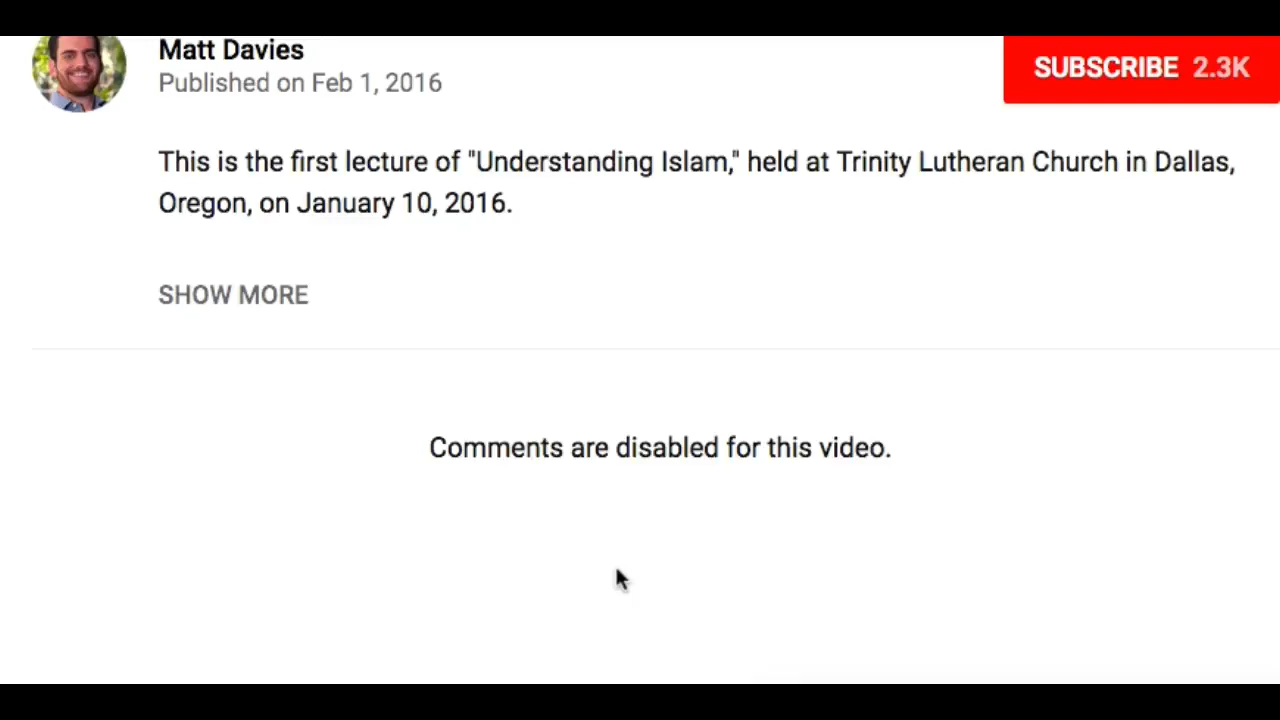 Matt Davies
SUBSCRIBE 2.3K
Published on Feb 1, 2016
This is the first lecture of "Understanding Islam," held at Trinity Lutheran Church in Dallas,
Oregon, on January 10, 2016.
SHOW MORE
Comments are disabled for this video.